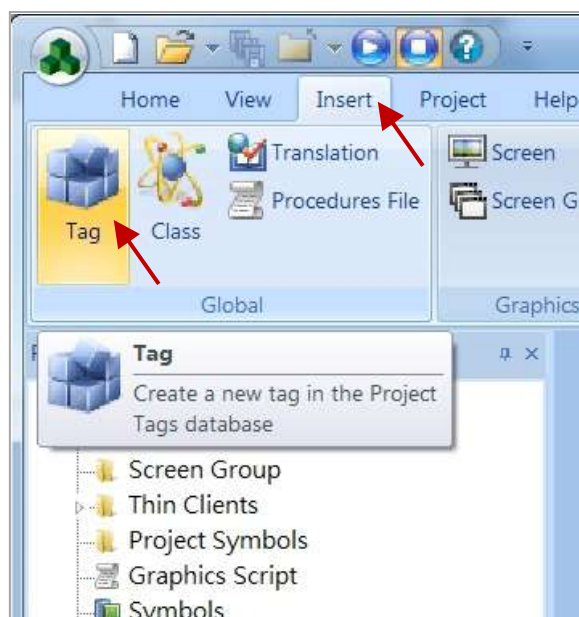 Home View Insert Project Help
Tag
Class
Translation
Procedures File
Screen
Screen G
Global
Graphics
Tag
Create a new tag in the Project
Tags database
Screen Group
Thin Clients
Project Symbols
Graphics Script
Symbols